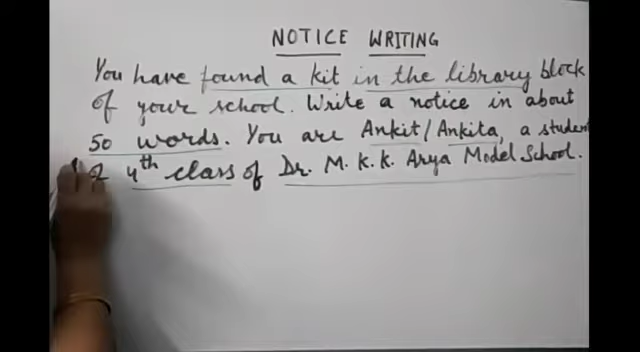 NOTICE WRITING
You have found a kit in the library block
of your school. Write a notice in about
50 words. You are Ankit/Ankita, a student
of 4th class of Dr. M. K. K. Arya Model School.